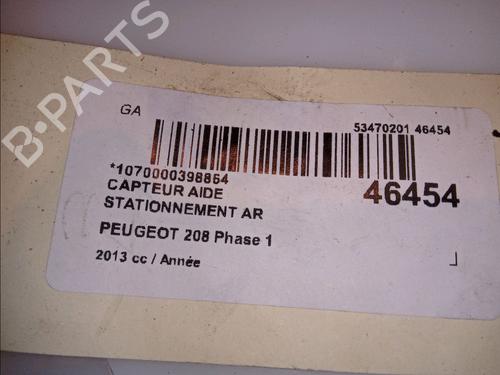 B-PARTS
GA
53470201 46454
*1070000398864
46454
CAPTEUR AIDE
STATIONNEMENT AR
PEUGEOT 208 Phase 1
2013 cc / Année